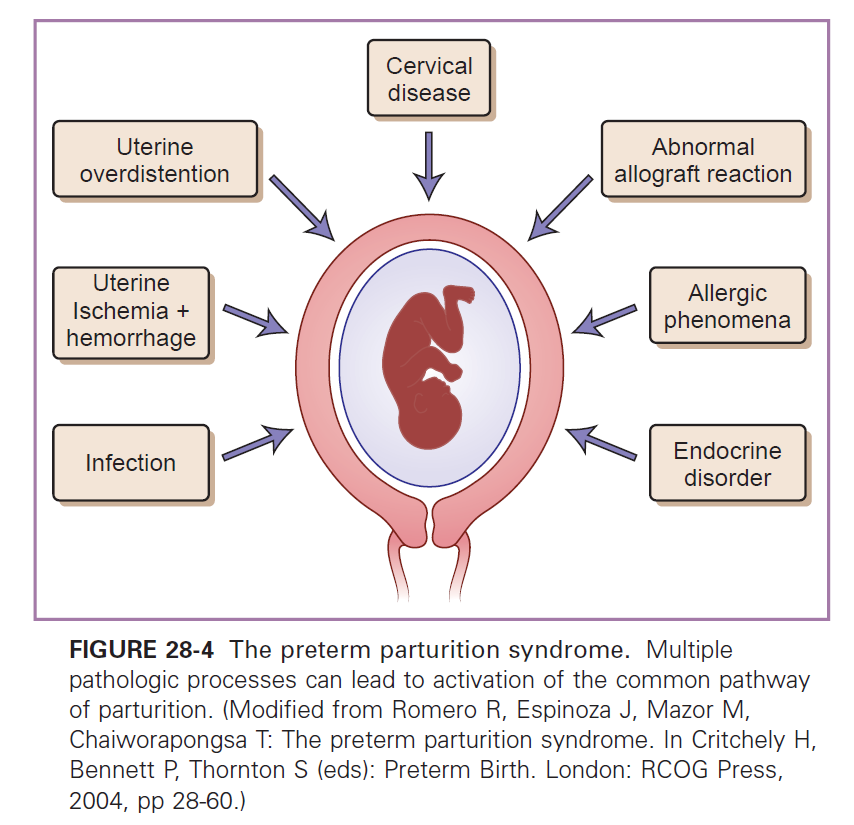 Cervical
disease
Uterine
overdistention
Abnormal
allograft reaction
Uterine
Ischemia +
hemorrhage
Allergic
phenomena
Infection
Endocrine
disorder
FIGURE 28-4 The preterm parturition syndrome. Multiple
pathologic processes can lead to activation of the common pathway
of parturition. (Modified from Romero R, Espinoza J, Mazor M,
Chaiworapongsa T: The preterm parturition syndrome. In Critchely H,
Bennett P, Thornton S (eds): Preterm Birth. London: RCOG Press,
2004, pp 28-60.)